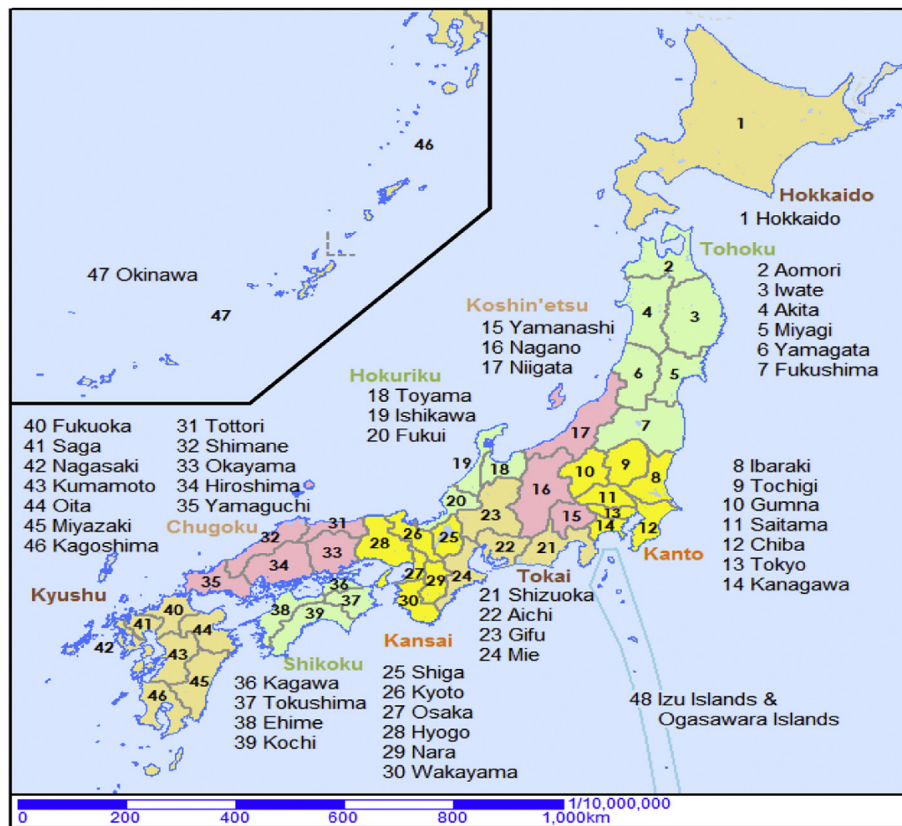 1
Hokkaido
1 Hokkaido
46
47 Okinawa
47
Tohoku
2 Aomori
3 Iwate
4 Akita
5 Miyagi
6 Yamagata
7 Fukushima
2
4
3
6
5
7
Koshin'etsu
15 Yamanashi
16 Nagano
17 Niigata
17
16
15
Hokuriku
18 Toyama
19 Ishikawa
20 Fukui
19
18
20
40 Fukuoka
41 Saga
42 Nagasaki
43 Kumamoto
44 Oita
45 Miyazaki
46 Kagoshima
31 Tottori
32 Shimane
33 Okayama
34 Hiroshima
35 Yamaguchi
Chugoku
31
32
33
34
35
8 Ibaraki
9 Tochigi
10 Gumna
11 Saitama
12 Chiba
13 Tokyo
14 Kanagawa
Kanto
10
9
8
11
13
14
12
23
22
21
24
Tokai
21 Shizuoka
22 Aichi
23 Gifu
24 Mie
28
26
25
27
29
30
Kansai
25 Shiga
26 Kyoto
27 Osaka
28 Hyogo
29 Nara
30 Wakayama
Kyushu
40
41
44
42
43
45
46
36
38
37
39
Shikoku
36 Kagawa
37 Tokushima
38 Ehime
39 Kochi
48 Izu Islands &
Ogasawara Islands
1/10,000,000
0 200 400 600 800 1,000km